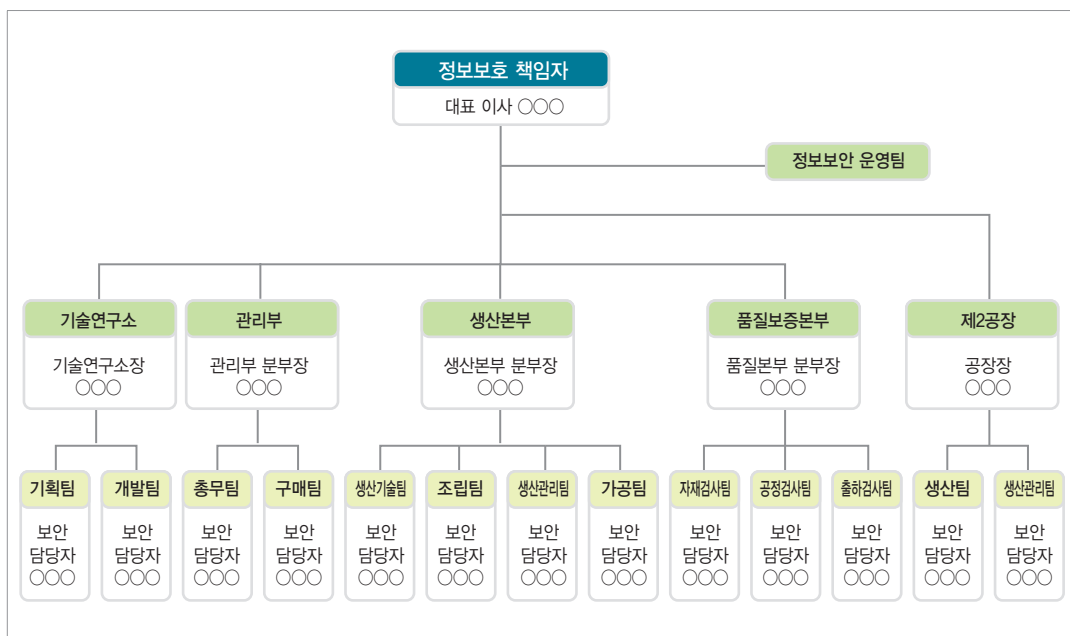 정보보호 책임자
대표 이사 ○○○
정보보안 운영팀
기술연구소
기술연구소장
○○○
관리부
관리부 분부장
○○○
생산본부
생산본부 분부장
○○○
품질보증본부
품질본부 분부장
○○○
제2공장
공장장
○○○
기획팀
보안
담당자
○○○
개발팀
보안
담당자
○○○
총무팀
보안
담당자
○○○
구매팀
보안
담당자
○○○
생산기술팀
보안
담당자
○○○
조립팀
보안
담당자
○○○
생산관리팀
보안
담당자
○○○
가공팀
보안
담당자
○○○
자재검사팀
보안
담당자
○○○
공정검사팀
보안
담당자
○○○
출하검사팀
보안
담당자
○○○
생산팀
보안
담당자
○○○
생산관리팀
보안
담당자
○○○